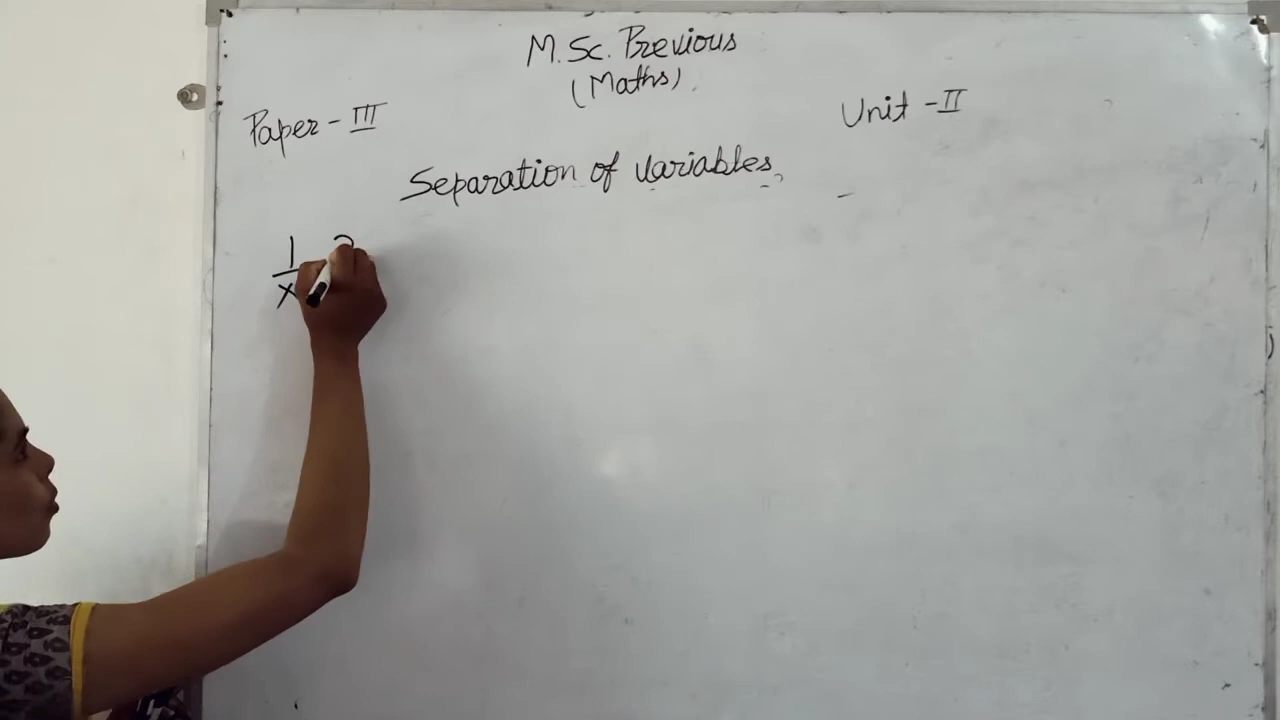 M.Sc. Previous
(Maths)
Paper - III
Unit - II
Separation of variables
1
x